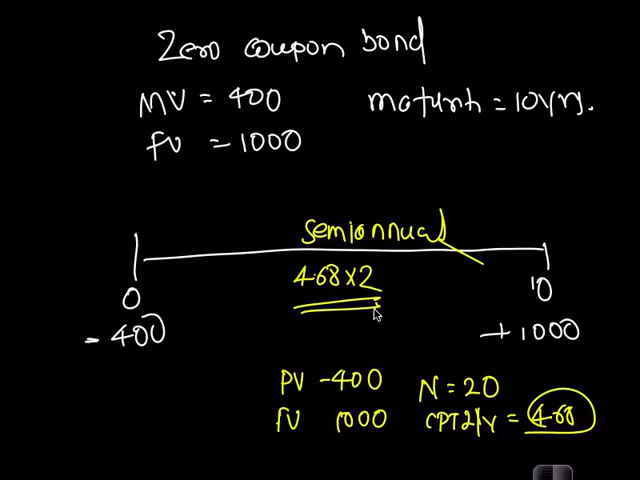 Zero coupon bond
MV = 400 maturity = 10Yrs.
FV = 1000
Semiannual
4.68×2
0 10
- 400 + 1000
PV -400 N = 20
FV 1000 CPT I/Y = 4.68